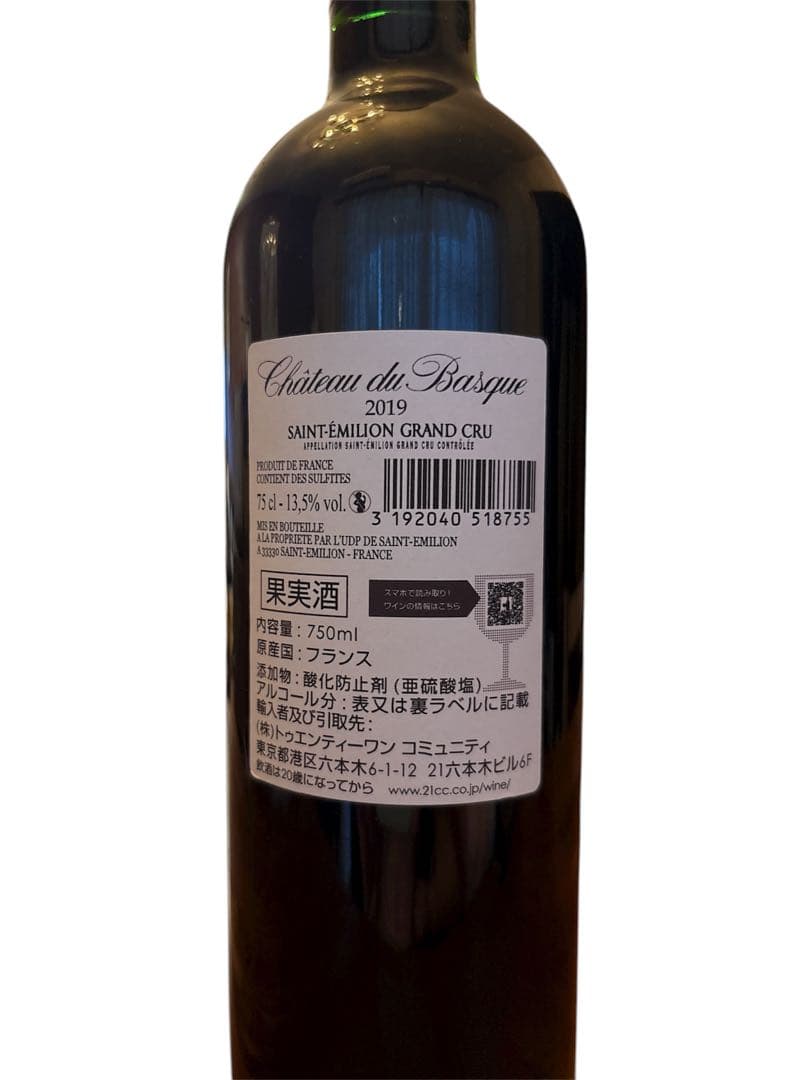 Château du Basque
2019
SAINT-ÉMILION GRAND CRU
APPELLATION SAINT-ÉMILION GRAND CRU CONTRÔLÉE
PRODUIT DE FRANCE
CONTIENT DES SULFITES
75 cl - 13,5% vol.
3 192040 518755
MIS EN BOUTEILLE
A LA PROPRIETE PAR L'UDP DE SAINT-EMILION
A 33330 SAINT-EMILION - FRANCE
果実酒
スマホで読み取り!
ワインの情報はこちら
内容量:750ml
原産国:フランス
添加物:酸化防止剤(亜硫酸塩)
アルコール分:表又は裏ラベルに記載
輸入者及び引取先:
(株)トゥエンティーワン コミュニティ
東京都港区六本木6-1-12 21六本木ビル6F
飲酒は20歳になってから www.21cc.co.jp/wine/